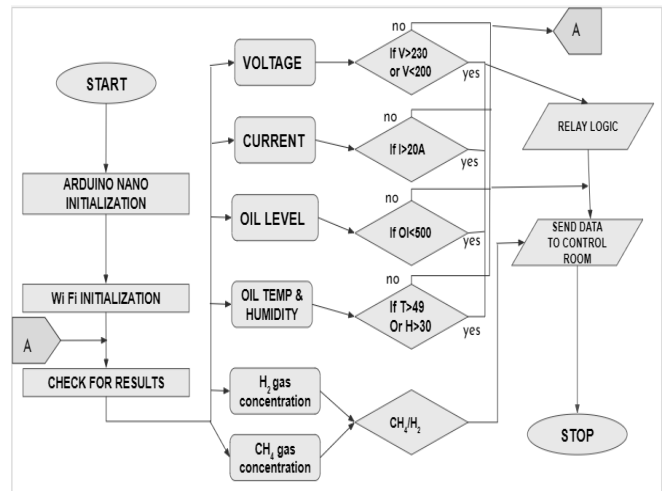 START
ARDUINO NANO
INITIALIZATION
Wi Fi INITIALIZATION
A
CHECK FOR RESULTS
VOLTAGE
CURRENT
OIL LEVEL
OIL TEMP &
HUMIDITY
H₂ gas
concentration
CH₄ gas
concentration
no
If V>230
or V<200
yes
no
If I>20A
yes
no
If Ol<500
yes
no
If T>49
Or H>30
yes
CH₄/H₂
A
RELAY LOGIC
SEND DATA
TO CONTROL
ROOM
STOP